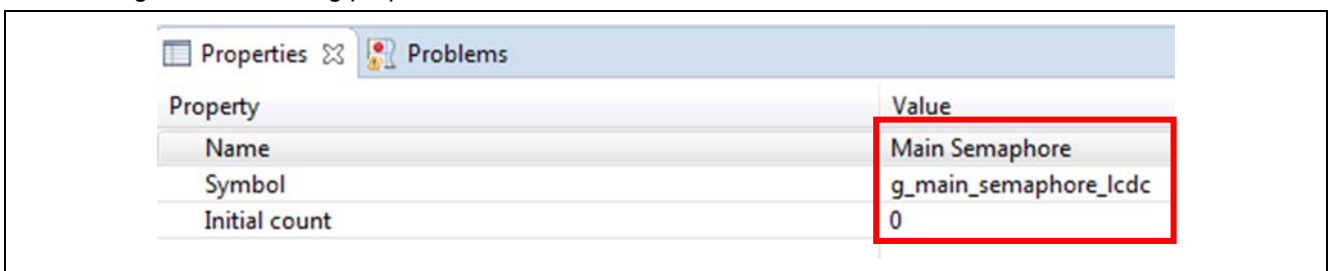 Properties Problems
Property Value
Name Main Semaphore
Symbol g_main_semaphore_lcdc
Initial count 0